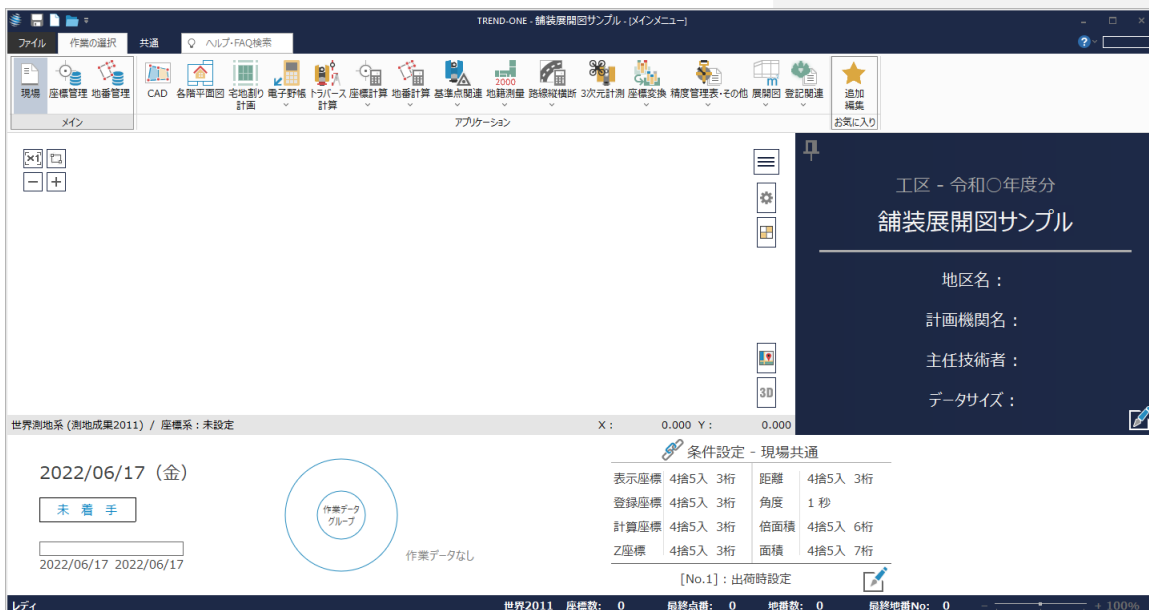 TREND-ONE - 舗装展開図サンプル - [メインメニュー]
ファイル 作業の選択 共通 ヘルプ・FAQ検索
現場 座標管理 地番管理 CAD 各階平面図 宅地割り計画 電子野帳 トラバース計算 座標計算 地番計算 基準点関連 2000 地籍測量 路線縦横断 3次元計測 座標変換 精度管理表・その他 m 展開図 登記関連 追加編集
メイン アプリケーション お気に入り
[×1]
工区 - 令和○年度分
舗装展開図サンプル
地区名：
計画機関名：
主任技術者：
データサイズ：
3D
世界測地系 (測地成果2011) / 座標系：未設定 X： 0.000 Y： 0.000
2022/06/17（金）
未 着 手
2022/06/17 2022/06/17
作業データ
グループ
作業データなし
条件設定 - 現場共通
表示座標 4捨5入 3桁 距離 4捨5入 3桁
登録座標 4捨5入 3桁 角度 1 秒
計算座標 4捨5入 3桁 倍面積 4捨5入 6桁
Z座標 4捨5入 3桁 面積 4捨5入 7桁
[No.1]：出荷時設定
レディ 世界2011 座標数: 0 最終点番: 0 地番数: 0 最終地番No: 0 － + 100%